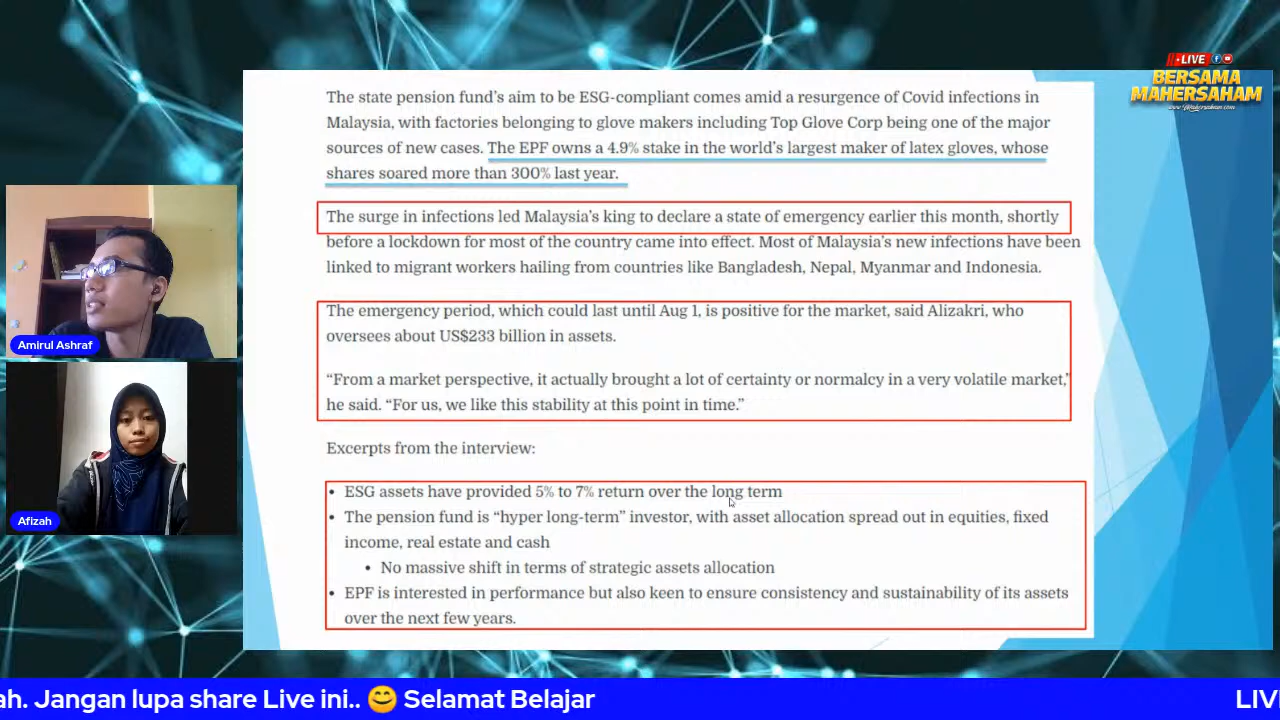 LIVE
BERSAMA
MAHERSAHAM
www.Mahersaham.com
The state pension fund’s aim to be ESG-compliant comes amid a resurgence of Covid infections in
Malaysia, with factories belonging to glove makers including Top Glove Corp being one of the major
sources of new cases. The EPF owns a 4.9% stake in the world’s largest maker of latex gloves, whose
shares soared more than 300% last year.
The surge in infections led Malaysia’s king to declare a state of emergency earlier this month, shortly
before a lockdown for most of the country came into effect. Most of Malaysia’s new infections have been
linked to migrant workers hailing from countries like Bangladesh, Nepal, Myanmar and Indonesia.
The emergency period, which could last until Aug 1, is positive for the market, said Alizakri, who
oversees about US$233 billion in assets.
“From a market perspective, it actually brought a lot of certainty or normalcy in a very volatile market,”
he said. “For us, we like this stability at this point in time.”
Excerpts from the interview:
• ESG assets have provided 5% to 7% return over the long term
• The pension fund is “hyper long-term” investor, with asset allocation spread out in equities, fixed
income, real estate and cash
• No massive shift in terms of strategic assets allocation
• EPF is interested in performance but also keen to ensure consistency and sustainability of its assets
over the next few years.
Amirul Ashraf
Afizah
ah. Jangan lupa share Live ini.. 😊 Selamat Belajar
LIV